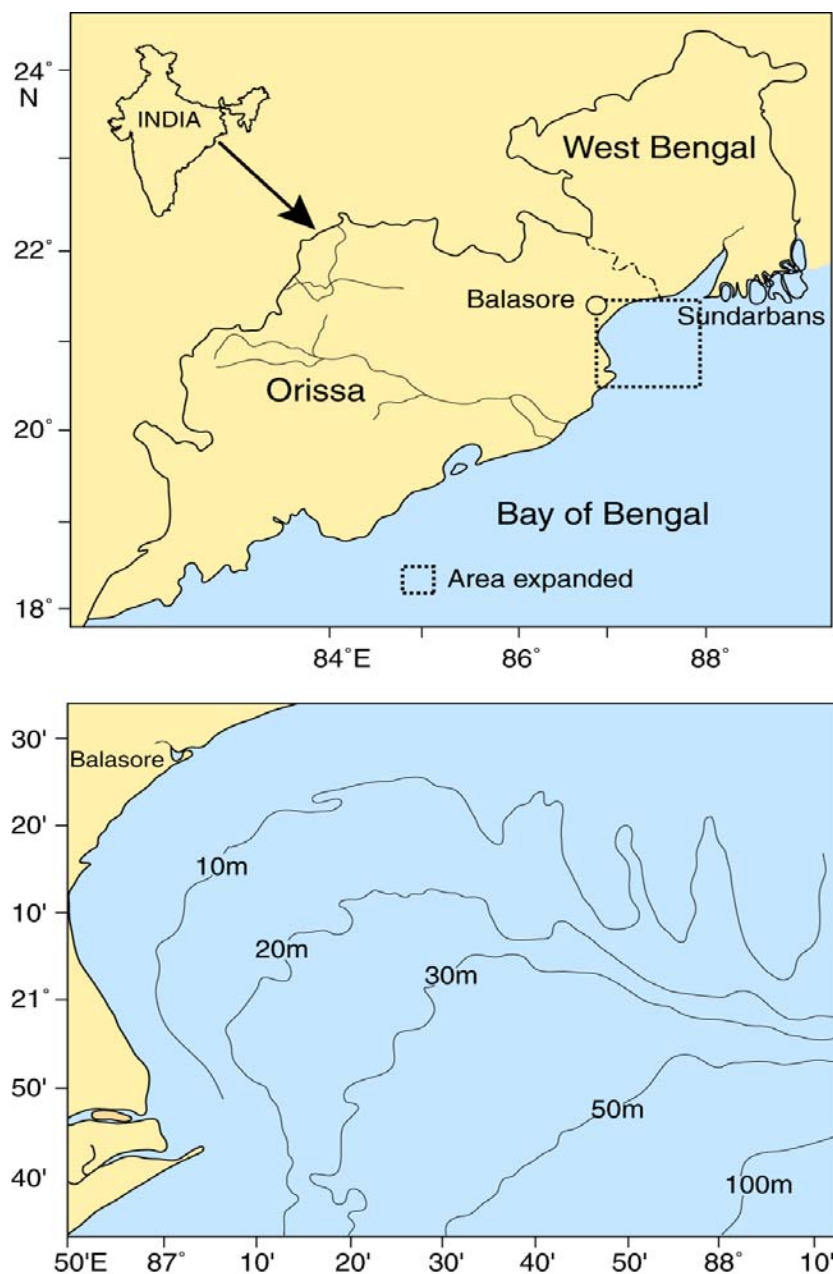 24°
N
INDIA
West Bengal
22°
Balasore
Sundarbans
Orissa
20°
Bay of Bengal
Area expanded
18°
84°E 86° 88°
30'
Balasore
20'
10m
10'
20m
30m
21°
50'
50m
40'
100m
50'E 87° 10' 20' 30' 40' 50' 88° 10'